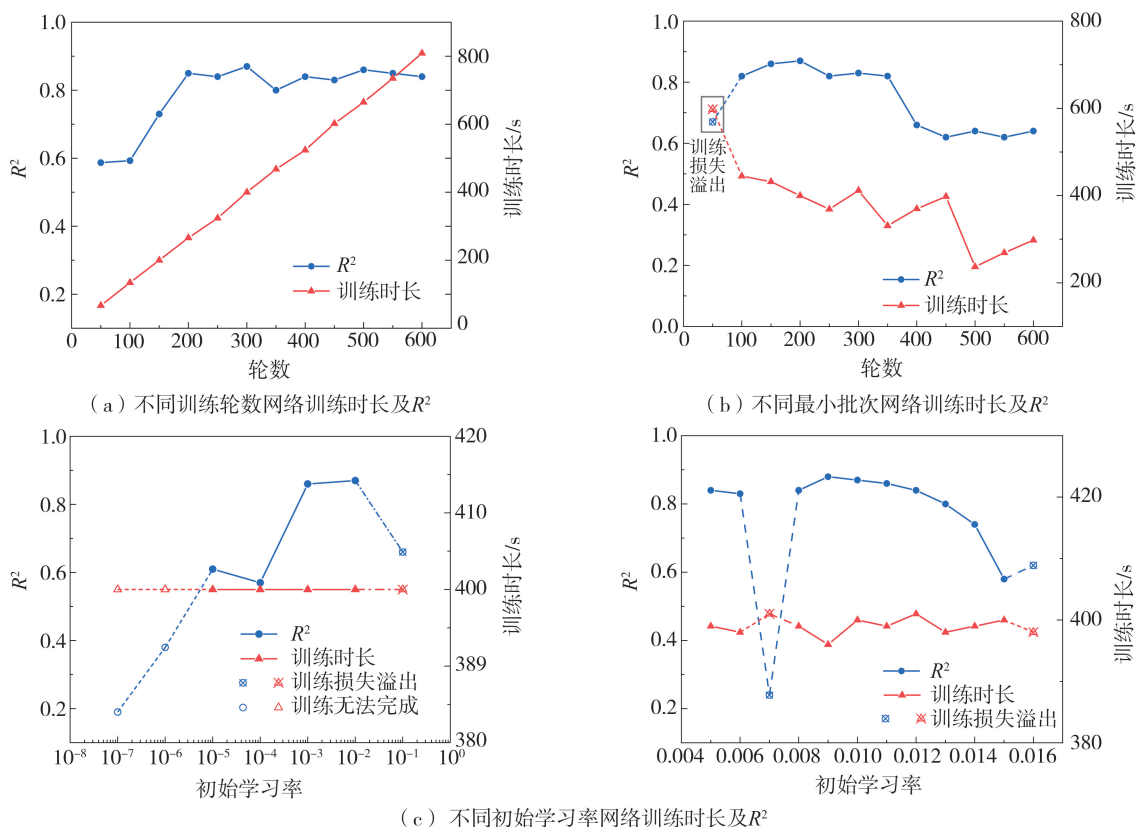 1.0
0.8
0.6
0.4
0.2
R²
800
600
400
200
0
训练时长/s
R²
训练时长
0 100 200 300 400 500 600
轮数
(a)不同训练轮数网络训练时长及R²
1.0
0.8
0.6
0.4
0.2
0.0
R²
800
600
400
200
训练时长/s
训练
损失
溢出
R²
训练时长
0 100 200 300 400 500 600
轮数
(b)不同最小批次网络训练时长及R²
1.0
0.8
0.6
0.4
0.2
R²
420
410
400
389
380
训练时长/s
R²
训练时长
训练损失溢出
训练无法完成
10⁻⁸ 10⁻⁷ 10⁻⁶ 10⁻⁵ 10⁻⁴ 10⁻³ 10⁻² 10⁻¹ 10⁰
初始学习率
1.0
0.8
0.6
0.4
0.2
R²
420
400
380
训练时长/s
R²
训练时长
训练损失溢出
0.004 0.006 0.008 0.010 0.012 0.014 0.016
初始学习率
(c)不同初始学习率网络训练时长及R²